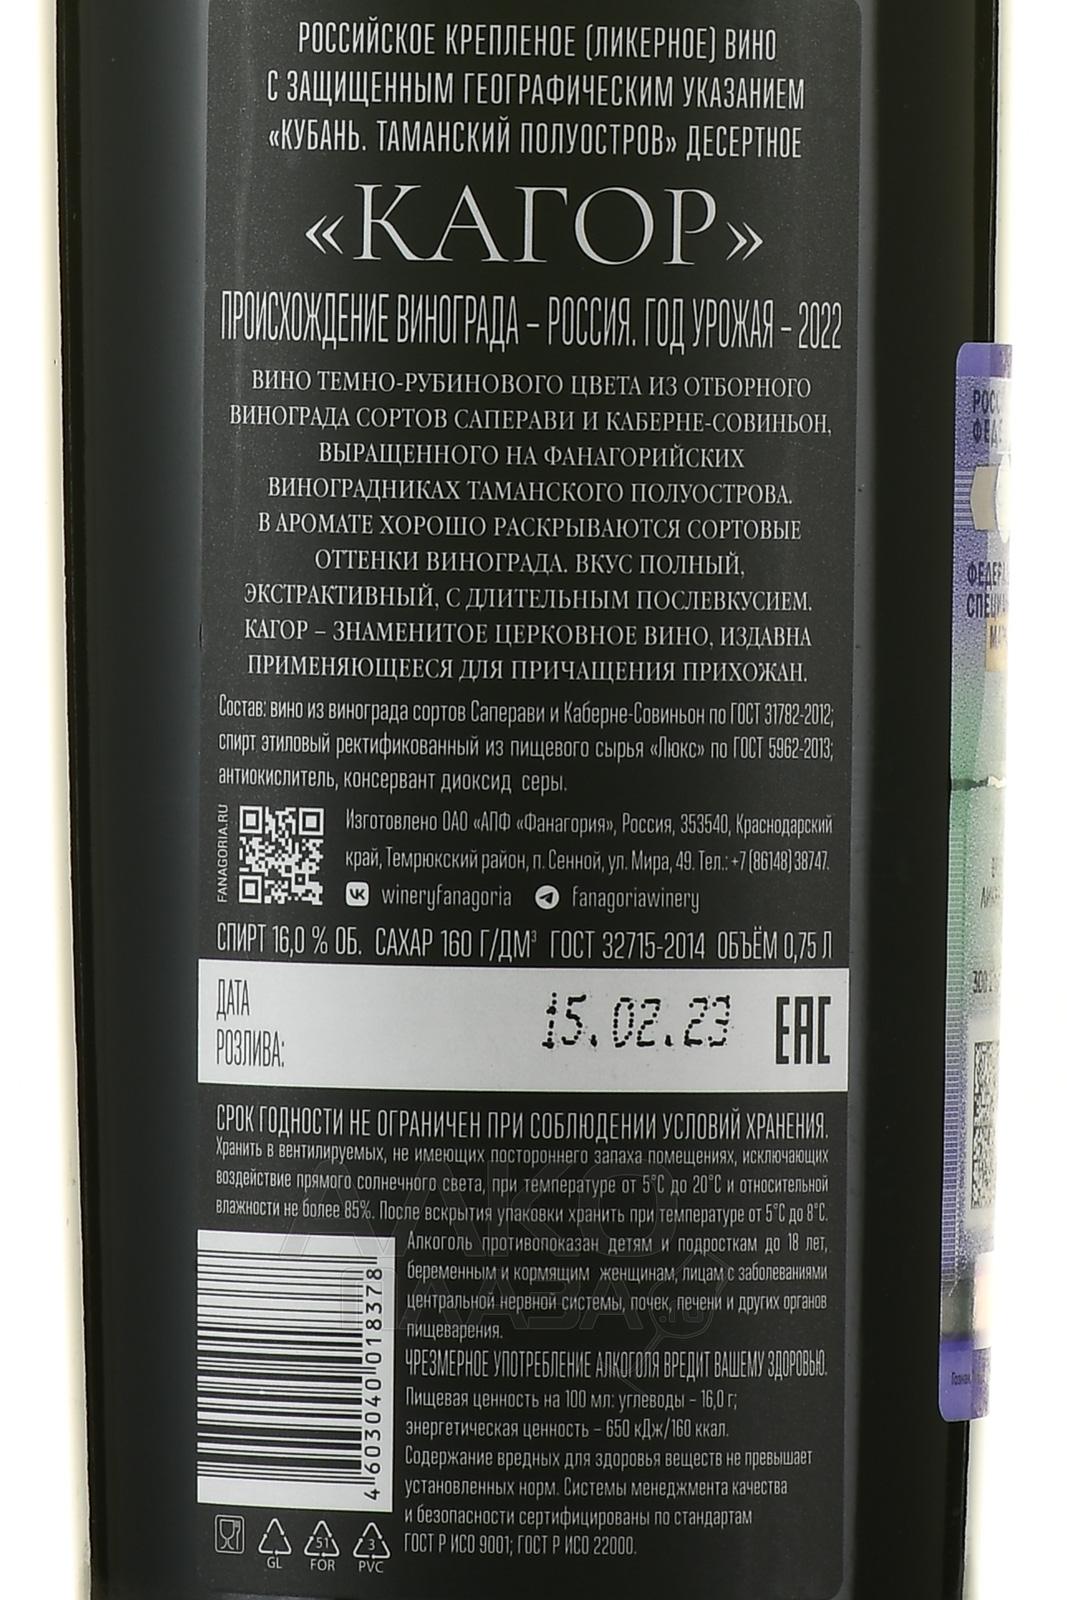 РОССИЙСКОЕ КРЕПЛЕНОЕ (ЛИКЕРНОЕ) ВИНО
С ЗАЩИЩЕННЫМ ГЕОГРАФИЧЕСКИМ УКАЗАНИЕМ
«КУБАНЬ. ТАМАНСКИЙ ПОЛУОСТРОВ» ДЕСЕРТНОЕ
«КАГОР»
ПРОИСХОЖДЕНИЕ ВИНОГРАДА – РОССИЯ. ГОД УРОЖАЯ – 2022
ВИНО ТЕМНО-РУБИНОВОГО ЦВЕТА ИЗ ОТБОРНОГО
ВИНОГРАДА СОРТОВ САПЕРАВИ И КАБЕРНЕ-СОВИНЬОН,
ВЫРАЩЕННОГО НА ФАНАГОРИЙСКИХ
ВИНОГРАДНИКАХ ТАМАНСКОГО ПОЛУОСТРОВА.
В АРОМАТЕ ХОРОШО РАСКРЫВАЮТСЯ СОРТОВЫЕ
ОТТЕНКИ ВИНОГРАДА. ВКУС ПОЛНЫЙ,
ЭКСТРАКТИВНЫЙ, С ДЛИТЕЛЬНЫМ ПОСЛЕВКУСИЕМ.
КАГОР – ЗНАМЕНИТОЕ ЦЕРКОВНОЕ ВИНО, ИЗДАВНА
ПРИМЕНЯЮЩЕЕСЯ ДЛЯ ПРИЧАЩЕНИЯ ПРИХОЖАН.
Состав: вино из винограда сортов Саперави и Каберне-Совиньон по ГОСТ 31782-2012;
спирт этиловый ректификованный из пищевого сырья «Люкс» по ГОСТ 5962-2013;
антиокислитель, консервант диоксид серы.
FANAGORIA.RU
Изготовлено ОАО «АПФ «Фанагория», Россия, 353540, Краснодарский
край, Темрюкский район, п. Сенной, ул. Мира, 49. Тел.: +7 (86148) 38747.
wineryfanagoria fanagoriawinery
СПИРТ 16,0 % ОБ. САХАР 160 Г/ДМ³ ГОСТ 32715-2014 ОБЪЁМ 0,75 Л
ДАТА
РОЗЛИВА:
15.02.23
EAC
СРОК ГОДНОСТИ НЕ ОГРАНИЧЕН ПРИ СОБЛЮДЕНИИ УСЛОВИЙ ХРАНЕНИЯ.
Хранить в вентилируемых, не имеющих постороннего запаха помещениях, исключающих
воздействие прямого солнечного света, при температуре от 5°С до 20°С и относительной
влажности не более 85%. После вскрытия упаковки хранить при температуре от 5°С до 8°С.
Алкоголь противопоказан детям и подросткам до 18 лет,
беременным и кормящим женщинам, лицам с заболеваниями
центральной нервной системы, почек, печени и других органов
пищеварения.
ЧРЕЗМЕРНОЕ УПОТРЕБЛЕНИЕ АЛКОГОЛЯ ВРЕДИТ ВАШЕМУ ЗДОРОВЬЮ.
Пищевая ценность на 100 мл: углеводы – 16,0 г;
энергетическая ценность – 650 кДж/160 ккал.
Содержание вредных для здоровья веществ не превышает
установленных норм. Системы менеджмента качества
и безопасности сертифицированы по стандартам
ГОСТ Р ИСО 9001; ГОСТ Р ИСО 22000.
4 603040 018378
GL
51
FOR
3
PVC
АЛКО
ПЛАЗА.ru